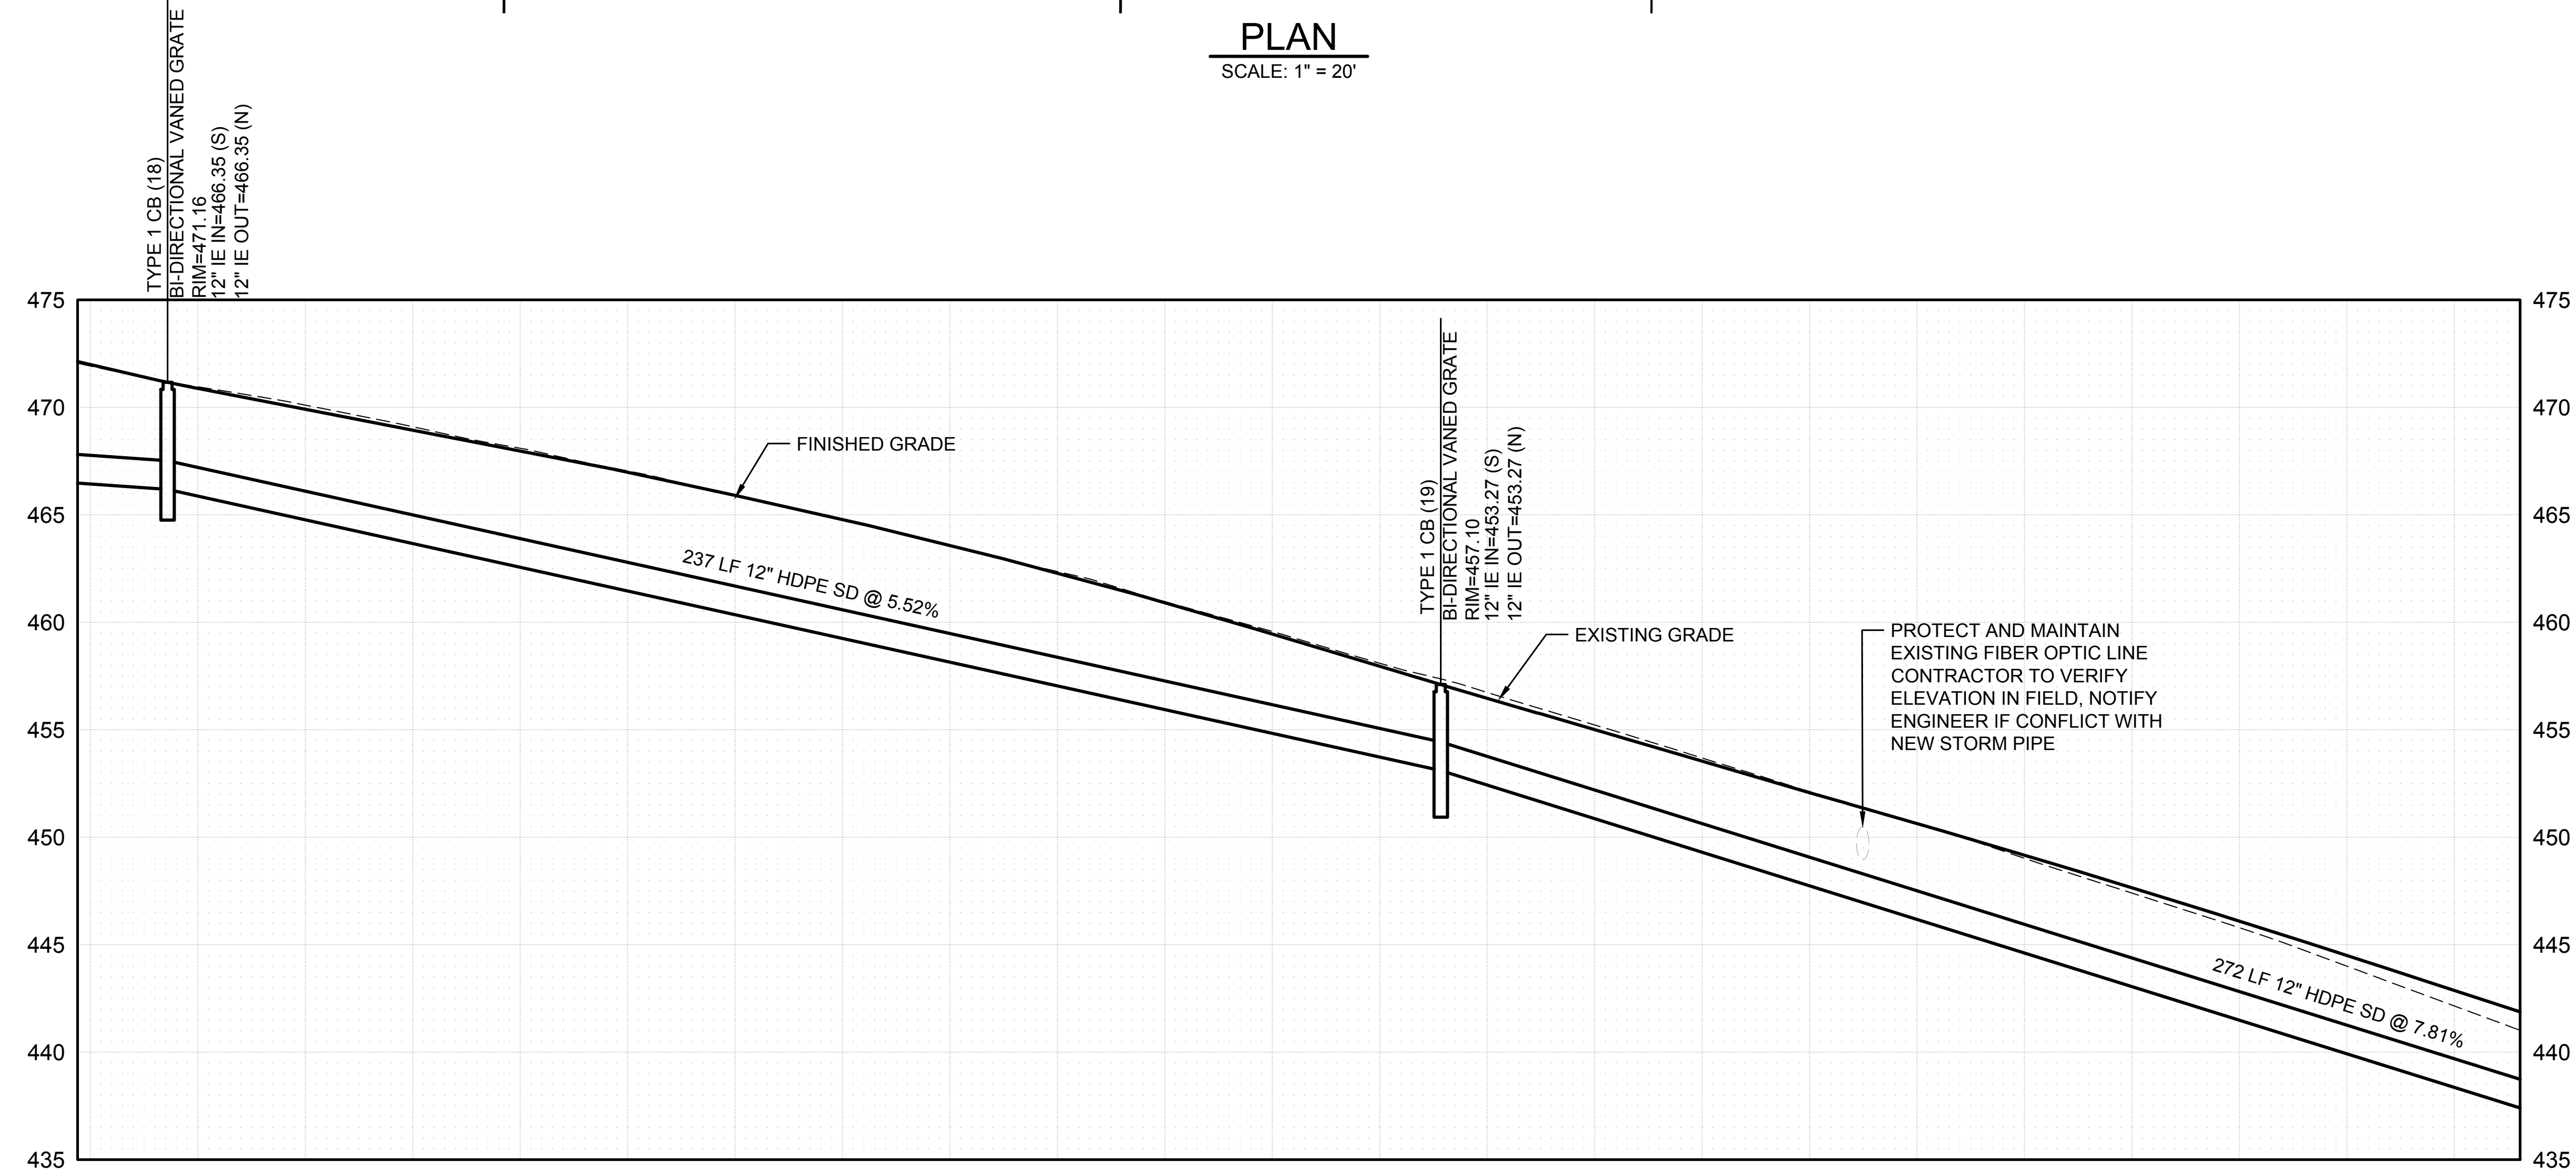 PLAN
SCALE: 1" = 20'
TYPE 1 CB (18)
BI-DIRECTIONAL VANED GRATE
RIM=471.16
12" IE IN=466.35 (S)
12" IE OUT=466.35 (N)
475
475
TYPE 1 CB (19)
BI-DIRECTIONAL VANED GRATE
RIM=457.10
12" IE IN=453.27 (S)
12" IE OUT=453.27 (N)
470
470
FINISHED GRADE
465
465
237 LF 12" HDPE SD @ 5.52%
460
460
EXISTING GRADE
PROTECT AND MAINTAIN
EXISTING FIBER OPTIC LINE
CONTRACTOR TO VERIFY
ELEVATION IN FIELD, NOTIFY
ENGINEER IF CONFLICT WITH
NEW STORM PIPE
455
455
450
450
445
445
272 LF 12" HDPE SD @ 7.81%
440
440
435
435